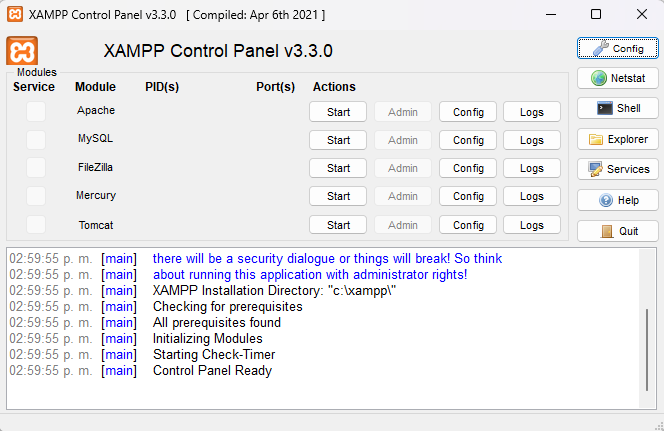 XAMPP Control Panel v3.3.0 [ Compiled: Apr 6th 2021 ]
XAMPP Control Panel v3.3.0
Config
Modules
Service Module PID(s) Port(s) Actions
Netstat
Apache Start Admin Config Logs
Shell
MySQL Start Admin Config Logs
Explorer
FileZilla Start Admin Config Logs
Services
Mercury Start Admin Config Logs
Help
Tomcat Start Admin Config Logs
Quit
02:59:55 p. m. [main] there will be a security dialogue or things will break! So think
02:59:55 p. m. [main] about running this application with administrator rights!
02:59:55 p. m. [main] XAMPP Installation Directory: "c:\xampp\"
02:59:55 p. m. [main] Checking for prerequisites
02:59:55 p. m. [main] All prerequisites found
02:59:55 p. m. [main] Initializing Modules
02:59:55 p. m. [main] Starting Check-Timer
02:59:55 p. m. [main] Control Panel Ready